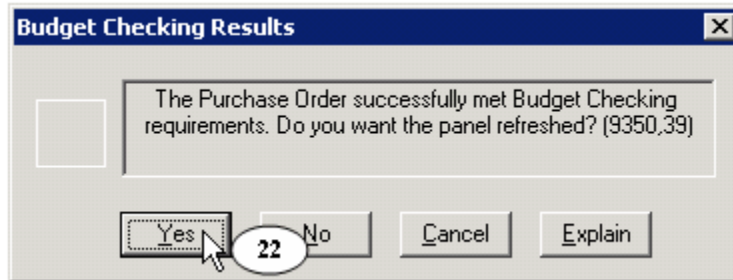 Budget Checking Results
The Purchase Order successfully met Budget Checking
requirements. Do you want the panel refreshed? (9350,39)
Yes 22 No Cancel Explain